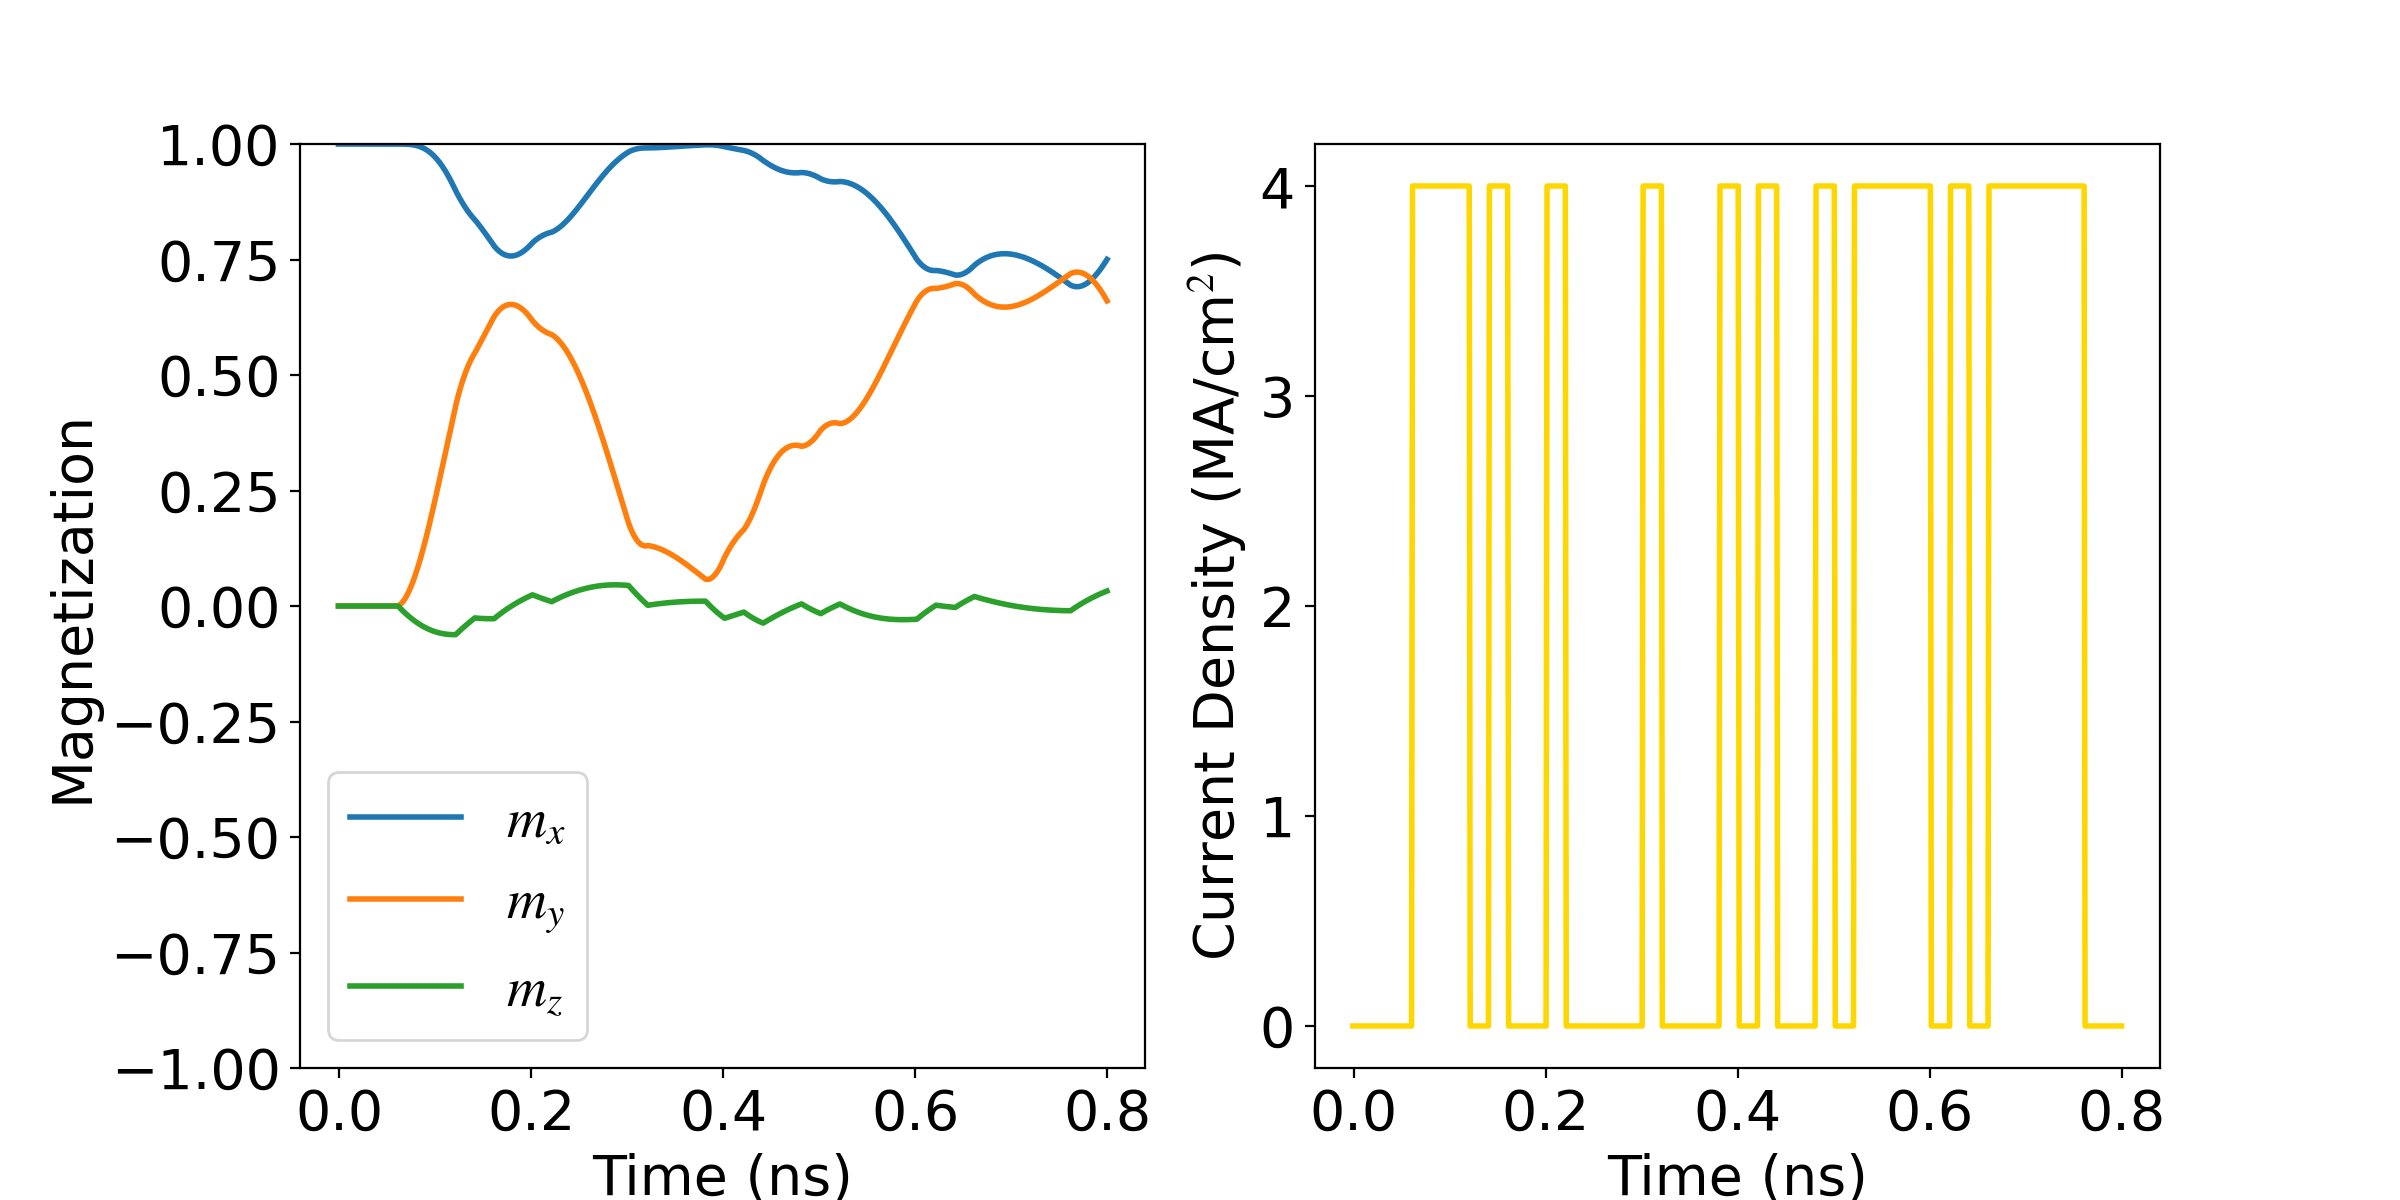 1.00
0.75
0.50
0.25
0.00
−0.25
−0.50
−0.75
−1.00
Magnetization
m_x
m_y
m_z
0.0 0.2 0.4 0.6 0.8
Time (ns)
4
3
2
1
0
Current Density (MA/cm²)
0.0 0.2 0.4 0.6 0.8
Time (ns)